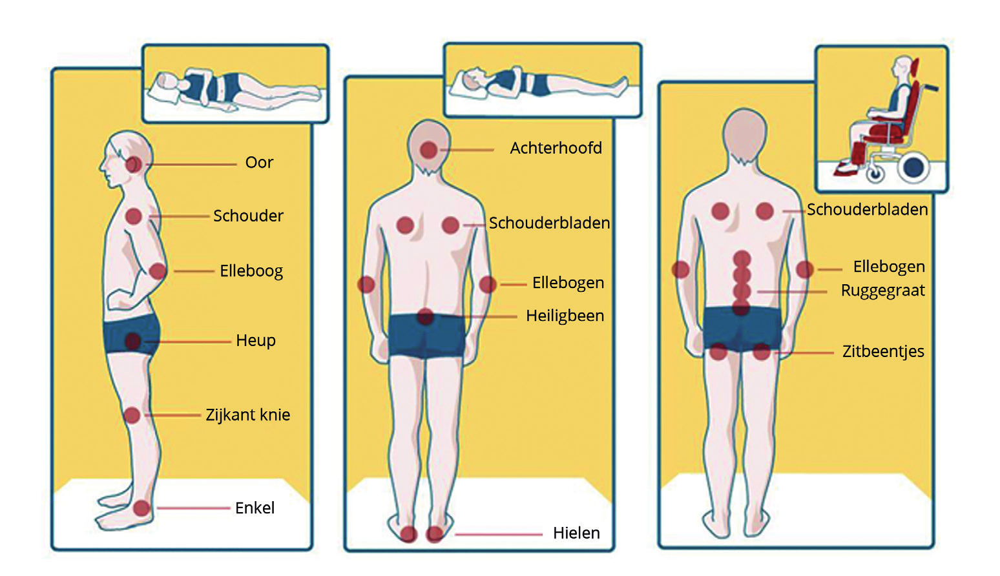 Oor
Schouder
Elleboog
Heup
Zijkant knie
Enkel
Achterhoofd
Schouderbladen
Ellebogen
Heiligbeen
Hielen
Schouderbladen
Ellebogen
Ruggegraat
Zitbeentjes